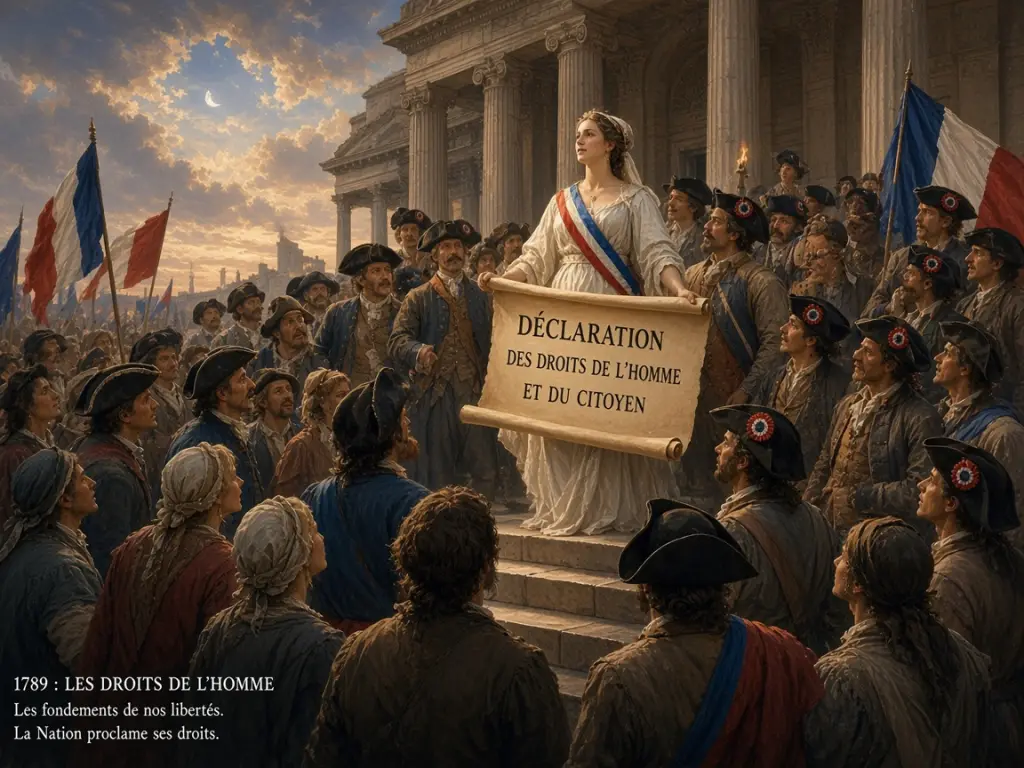 DÉCLARATION
DES DROITS DE L'HOMME
ET DU CITOYEN
1789 : LES DROITS DE L'HOMME
Les fondements de nos libertés.
La Nation proclame ses droits.